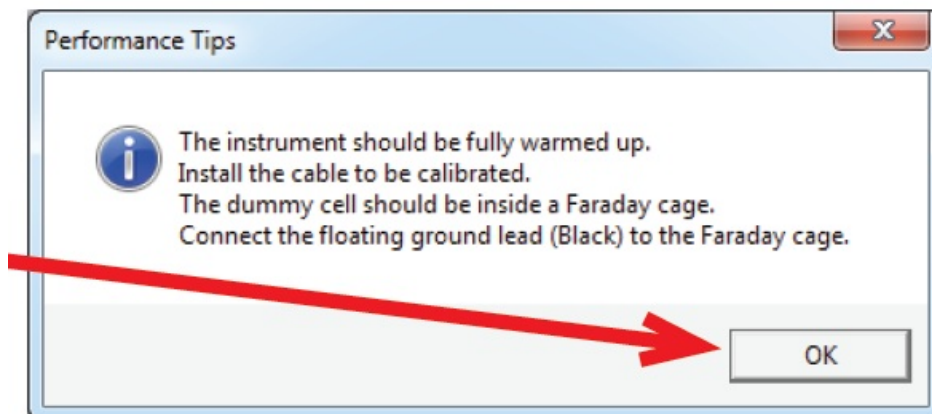 Performance Tips
The instrument should be fully warmed up.
Install the cable to be calibrated.
The dummy cell should be inside a Faraday cage.
Connect the floating ground lead (Black) to the Faraday cage.
OK